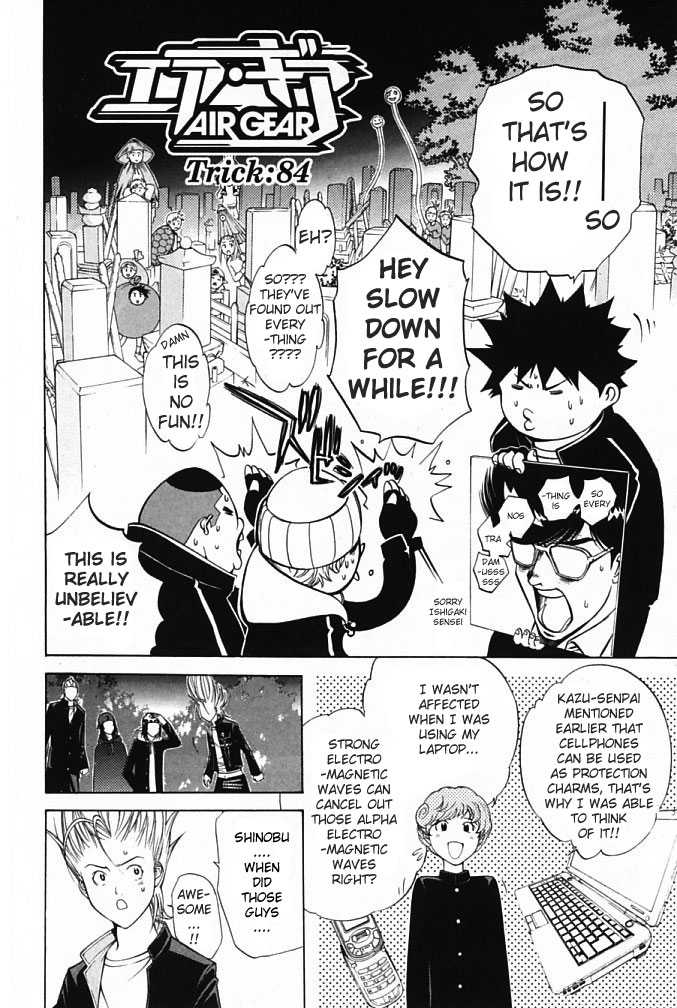 エア・ギア
AIR GEAR
Trick:84
SO
THAT'S
HOW
IT IS!!
SO
HEY
SLOW
DOWN
FOR A
WHILE!!!
EH?
SO???
THEY'VE
FOUND OUT
EVERY
-THING
????
DAMN
THIS
IS
NO
FUN!!
SO
EVERY
-THING
IS
NOS
TRA
DAM
-USSS
SSS
SORRY
ISHIGAKI
SENSEI
THIS IS
REALLY
UNBELIEV
-ABLE!!
KAZU-SENPAI
MENTIONED
EARLIER THAT
CELLPHONES
CAN BE USED
AS PROTECTION
CHARMS, THAT'S
WHY I WAS ABLE
TO THINK
OF IT!!
I WASN'T
AFFECTED
WHEN I WAS
USING MY
LAPTOP...
STRONG
ELECTRO
-MAGNETIC
WAVES CAN
CANCEL OUT
THOSE ALPHA
ELECTRO
-MAGNETIC
WAVES
RIGHT?
SHINOBU
....
WHEN
DID
THOSE
GUYS
....
AWE-
SOME
...
!!